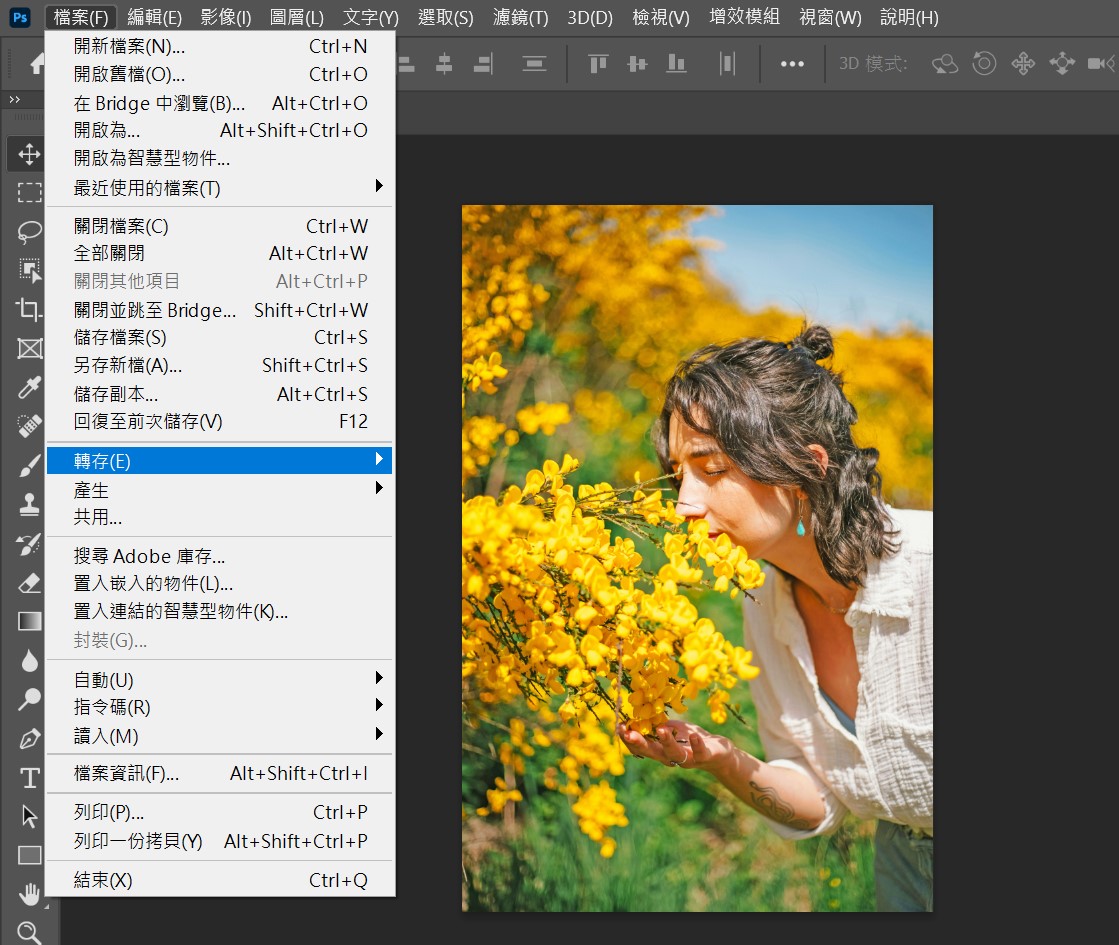 Ps 檔案(F) 編輯(E) 影像(I) 圖層(L) 文字(Y) 選取(S) 濾鏡(T) 3D(D) 檢視(V) 增效模組 視窗(W) 說明(H)
3D 模式:
開新檔案(N)... Ctrl+N
開啟舊檔(O)... Ctrl+O
在 Bridge 中瀏覽(B)... Alt+Ctrl+O
開啟為... Alt+Shift+Ctrl+O
開啟為智慧型物件...
最近使用的檔案(T)
關閉檔案(C) Ctrl+W
全部關閉 Alt+Ctrl+W
關閉其他項目 Alt+Ctrl+P
關閉並跳至 Bridge... Shift+Ctrl+W
儲存檔案(S) Ctrl+S
另存新檔(A)... Shift+Ctrl+S
儲存副本... Alt+Ctrl+S
回復至前次儲存(V) F12
轉存(E)
產生
共用...
搜尋 Adobe 庫存...
置入嵌入的物件(L)...
置入連結的智慧型物件(K)...
封裝(G)...
自動(U)
指令碼(R)
讀入(M)
檔案資訊(F)... Alt+Shift+Ctrl+I
列印(P)... Ctrl+P
列印一份拷貝(Y) Alt+Shift+Ctrl+P
結束(X) Ctrl+Q